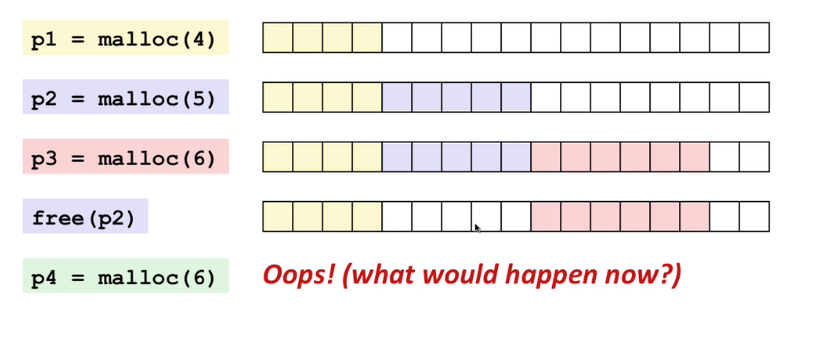 p1 = malloc(4)
p2 = malloc(5)
p3 = malloc(6)
free(p2)
p4 = malloc(6)
Oops! (what would happen now?)